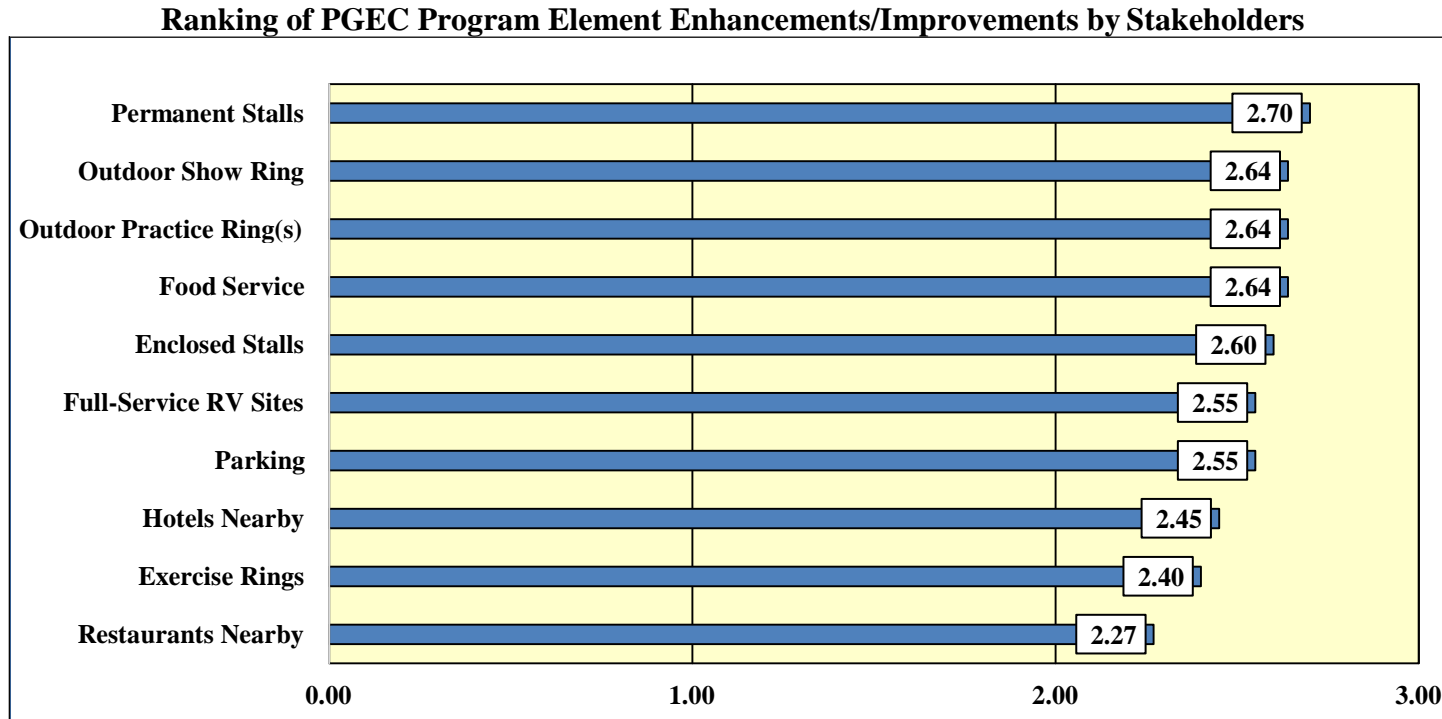 Ranking of PGEC Program Element Enhancements/Improvements by Stakeholders
Permanent Stalls 2.70
Outdoor Show Ring 2.64
Outdoor Practice Ring(s) 2.64
Food Service 2.64
Enclosed Stalls 2.60
Full-Service RV Sites 2.55
Parking 2.55
Hotels Nearby 2.45
Exercise Rings 2.40
Restaurants Nearby 2.27
0.00 1.00 2.00 3.00